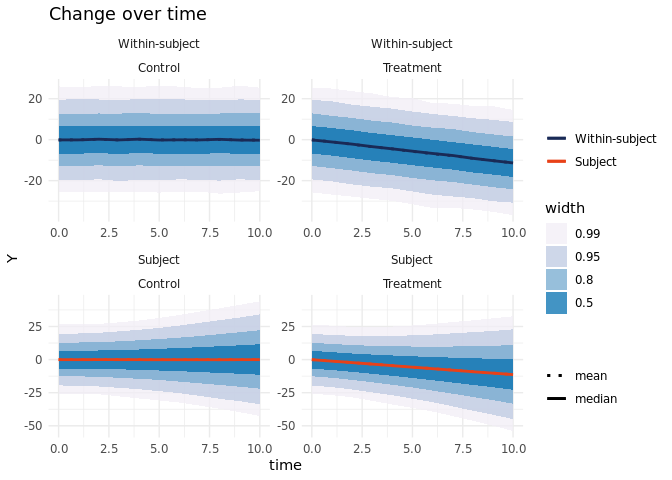 Change over time
Within-subject Within-subject
Control Treatment
20 20
0 0
-20 -20
0.0 2.5 5.0 7.5 10.0 0.0 2.5 5.0 7.5 10.0
Subject Subject
Control Treatment
25 25
0 0
-25 -25
-50 -50
0.0 2.5 5.0 7.5 10.0 0.0 2.5 5.0 7.5 10.0
time
Y
Within-subject
Subject
width
0.99
0.95
0.8
0.5
mean
median